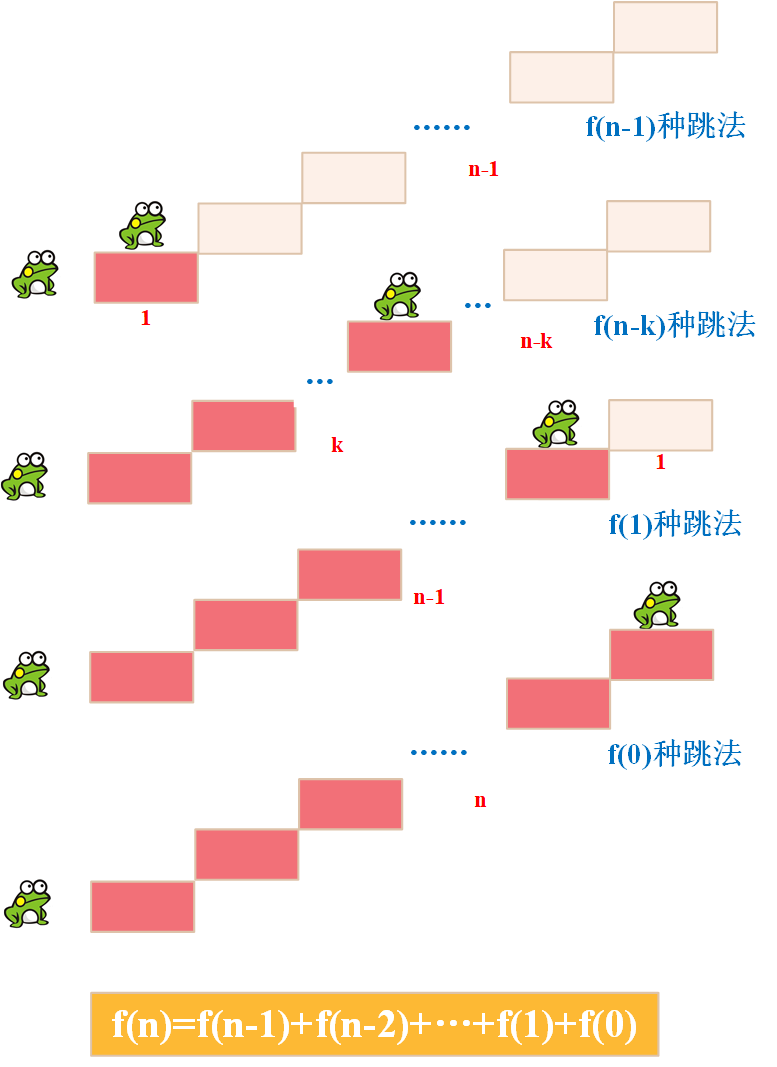 ……
f(n-1)种跳法
n-1
1
…
f(n-k)种跳法
n-k
…
k
1
……
f(1)种跳法
n-1
……
f(0)种跳法
n
f(n)=f(n-1)+f(n-2)+…+f(1)+f(0)